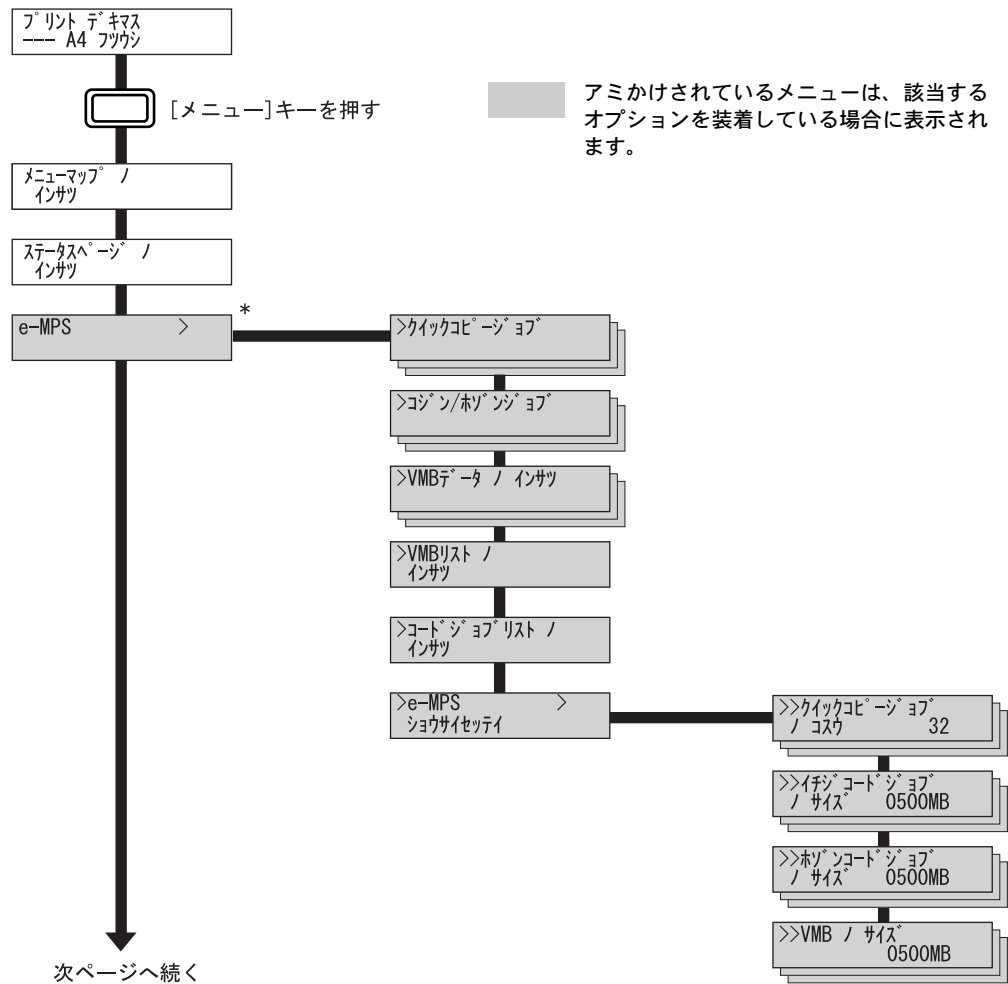 プリント デキマス
--- A4 フツウシ
[メニュー]キーを押す
アミかけされているメニューは、該当する
オプションを装着している場合に表示され
ます。
メニューマップ ノ
インサツ
ステータスページ ノ
インサツ
e-MPS >
*
>クイックコピージョブ
>コジン/ホゾンジョブ
>VMBデータ ノ インサツ
>VMBリスト ノ
インサツ
>コードジョブリスト ノ
インサツ
>e-MPS >
ショウサイセッテイ
>>クイックコピージョブ
ノ コスウ 32
>>イチジコードジョブ
ノ サイズ 0500MB
>>ホゾンコードジョブ
ノ サイズ 0500MB
>>VMB ノ サイズ
0500MB
次ページへ続く